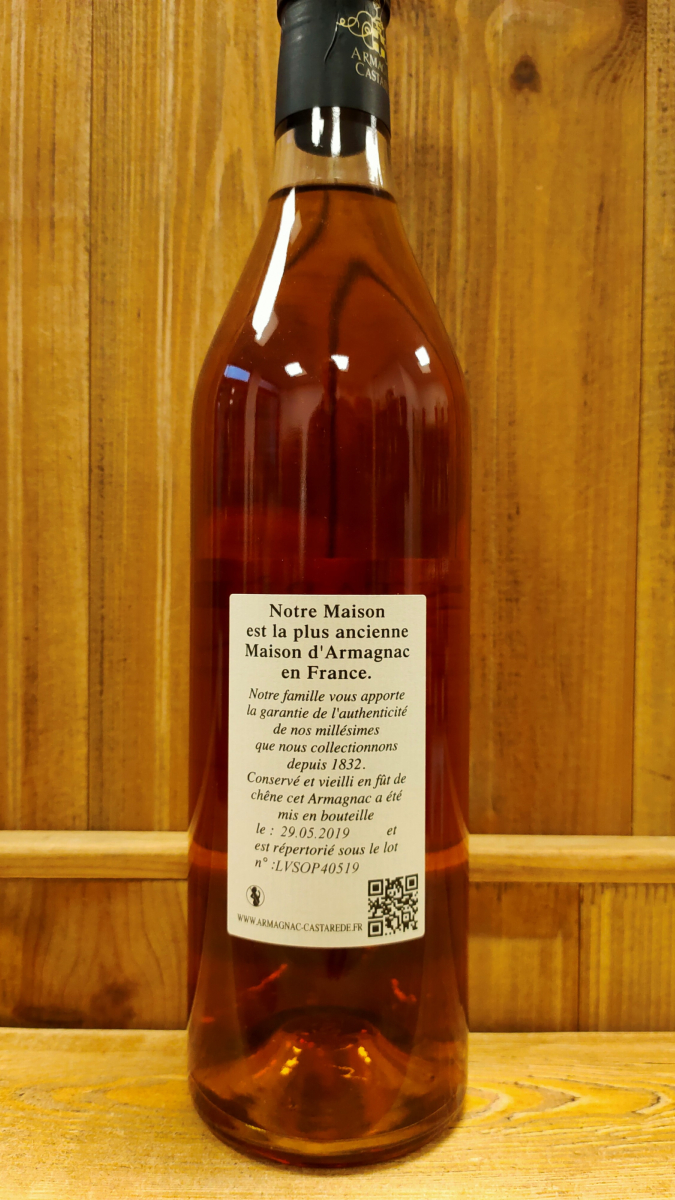 Notre Maison
est la plus ancienne
Maison d'Armagnac
en France.
Notre famille vous apporte
la garantie de l'authenticité
de nos millésimes
que nous collectionnons
depuis 1832.
Conservé et vieilli en fût de
chêne cet Armagnac a été
mis en bouteille
le : 29.05.2019 et
est répertorié sous le lot
n° :LVSOP40519
WWW.ARMAGNAC-CASTAREDE.FR